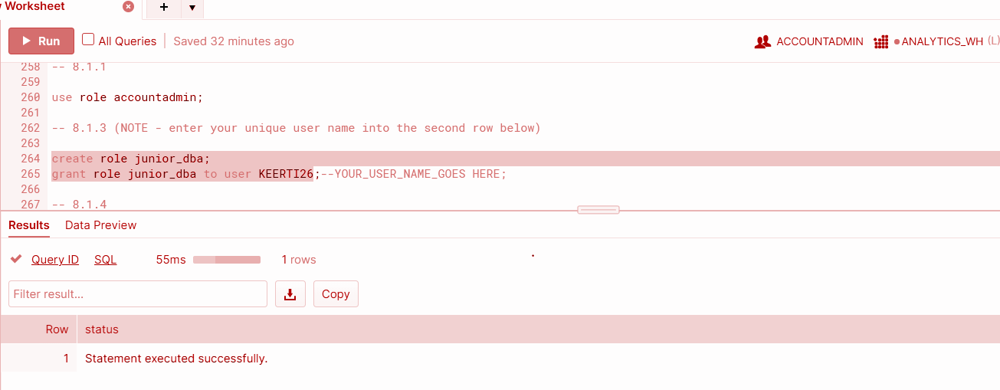 Worksheet
+ ▼
Run All Queries | Saved 32 minutes ago ACCOUNTADMIN ANALYTICS_WH (L)
258 -- 8.1.1
259
260 use role accountadmin;
261
262 -- 8.1.3 (NOTE - enter your unique user name into the second row below)
263
264 create role junior_dba;
265 grant role junior_dba to user KEERTI26;--YOUR_USER_NAME_GOES HERE;
266
267 -- 8.1.4
Results Data Preview
Query ID SQL 55ms 1 rows
Filter result... Copy
Row status
1 Statement executed successfully.